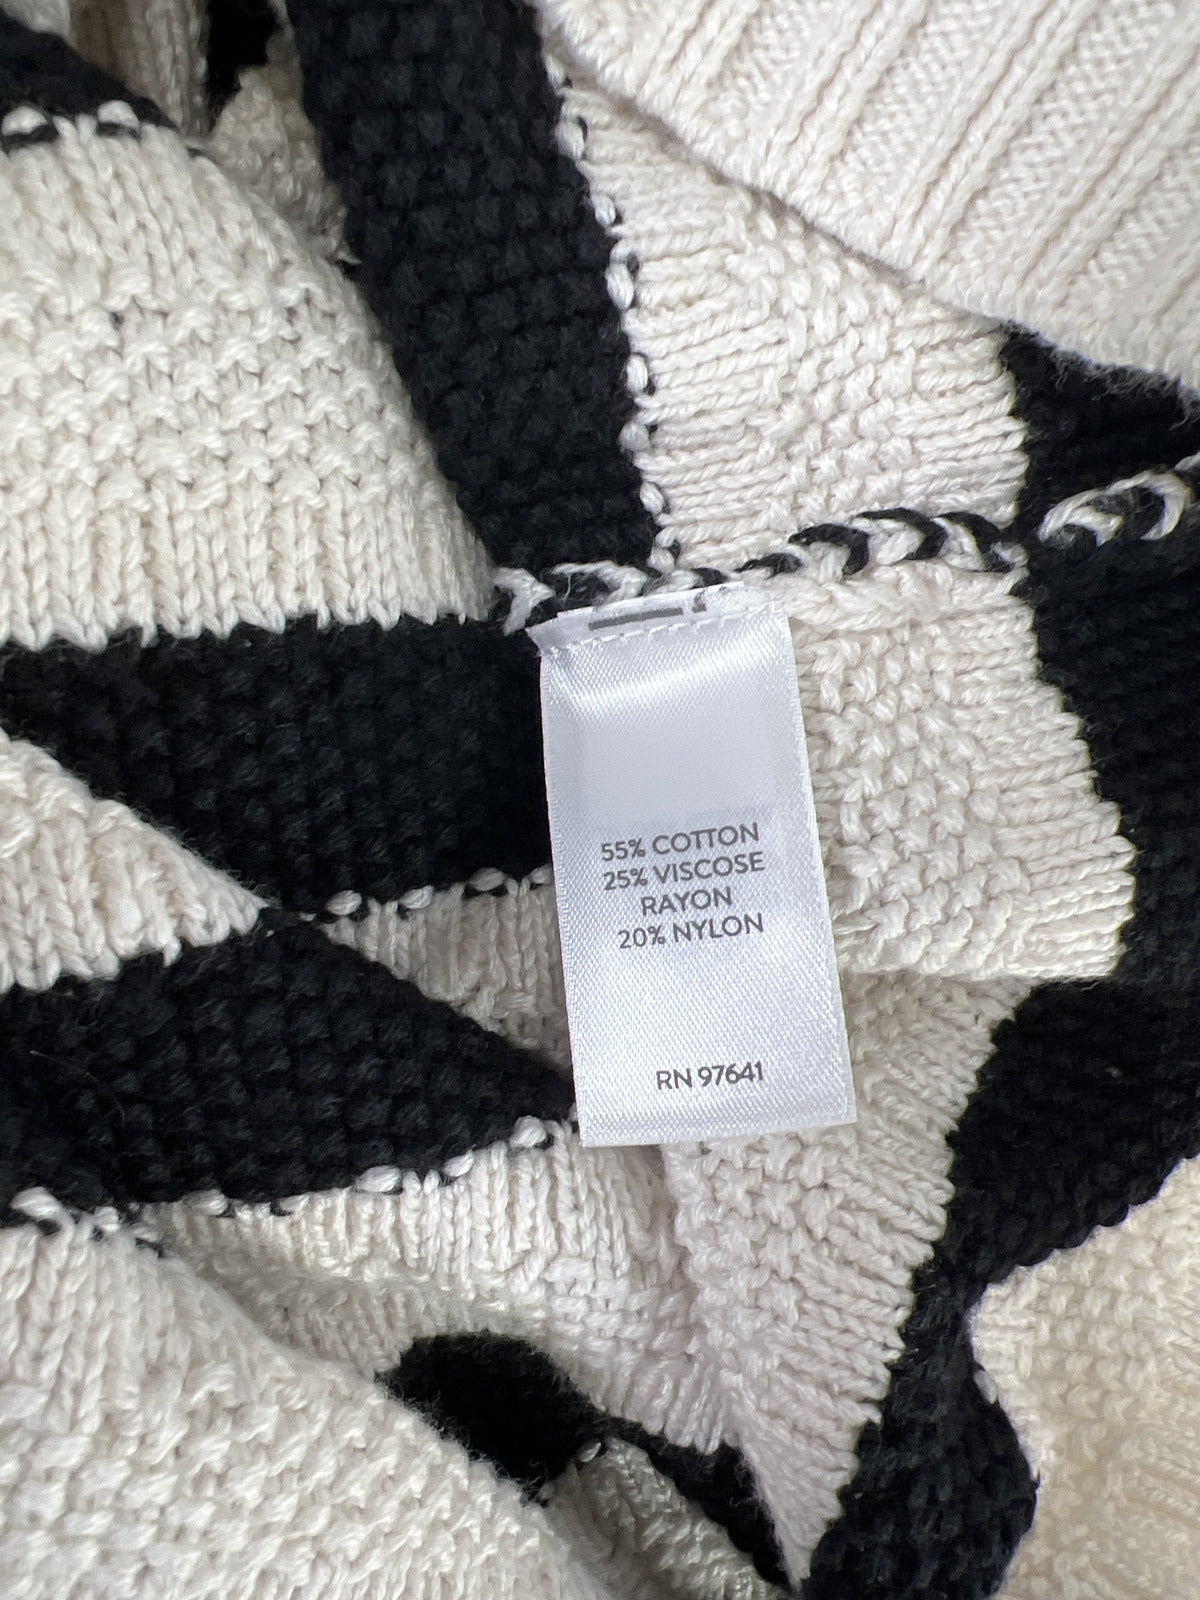 55% COTTON
25% VISCOSE
RAYON
20% NYLON
RN 97641